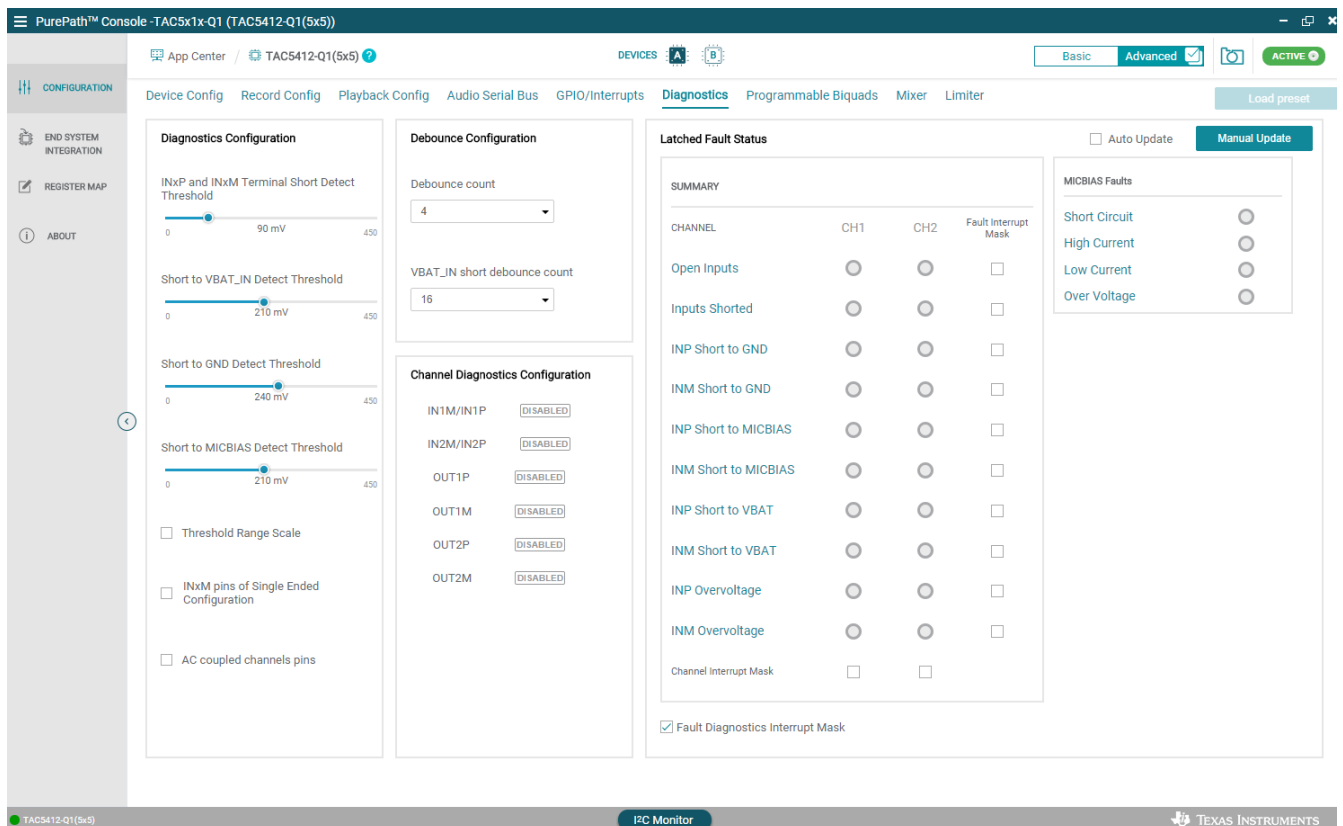 PurePath™ Console -TAC5x1x-Q1 (TAC5412-Q1(5x5))
App Center / TAC5412-Q1(5x5) ?
DEVICES A B
Basic Advanced
ACTIVE
CONFIGURATION
END SYSTEM
INTEGRATION
REGISTER MAP
ABOUT
Device Config Record Config Playback Config Audio Serial Bus GPIO/Interrupts Diagnostics Programmable Biquads Mixer Limiter
Load preset
Diagnostics Configuration
INxP and INxM Terminal Short Detect
Threshold
0 90 mV 450
Short to VBAT_IN Detect Threshold
0 210 mV 450
Short to GND Detect Threshold
0 240 mV 450
Short to MICBIAS Detect Threshold
0 210 mV 450
Threshold Range Scale
INxM pins of Single Ended
Configuration
AC coupled channels pins
Debounce Configuration
Debounce count
4
VBAT_IN short debounce count
16
Channel Diagnostics Configuration
IN1M/IN1P DISABLED
IN2M/IN2P DISABLED
OUT1P DISABLED
OUT1M DISABLED
OUT2P DISABLED
OUT2M DISABLED
Latched Fault Status
Auto Update
Manual Update
SUMMARY
CHANNEL CH1 CH2 Fault Interrupt
Mask
Open Inputs
Inputs Shorted
INP Short to GND
INM Short to GND
INP Short to MICBIAS
INM Short to MICBIAS
INP Short to VBAT
INM Short to VBAT
INP Overvoltage
INM Overvoltage
Channel Interrupt Mask
Fault Diagnostics Interrupt Mask
MICBIAS Faults
Short Circuit
High Current
Low Current
Over Voltage
TAC5412-Q1(5x5)
I²C Monitor
TEXAS INSTRUMENTS